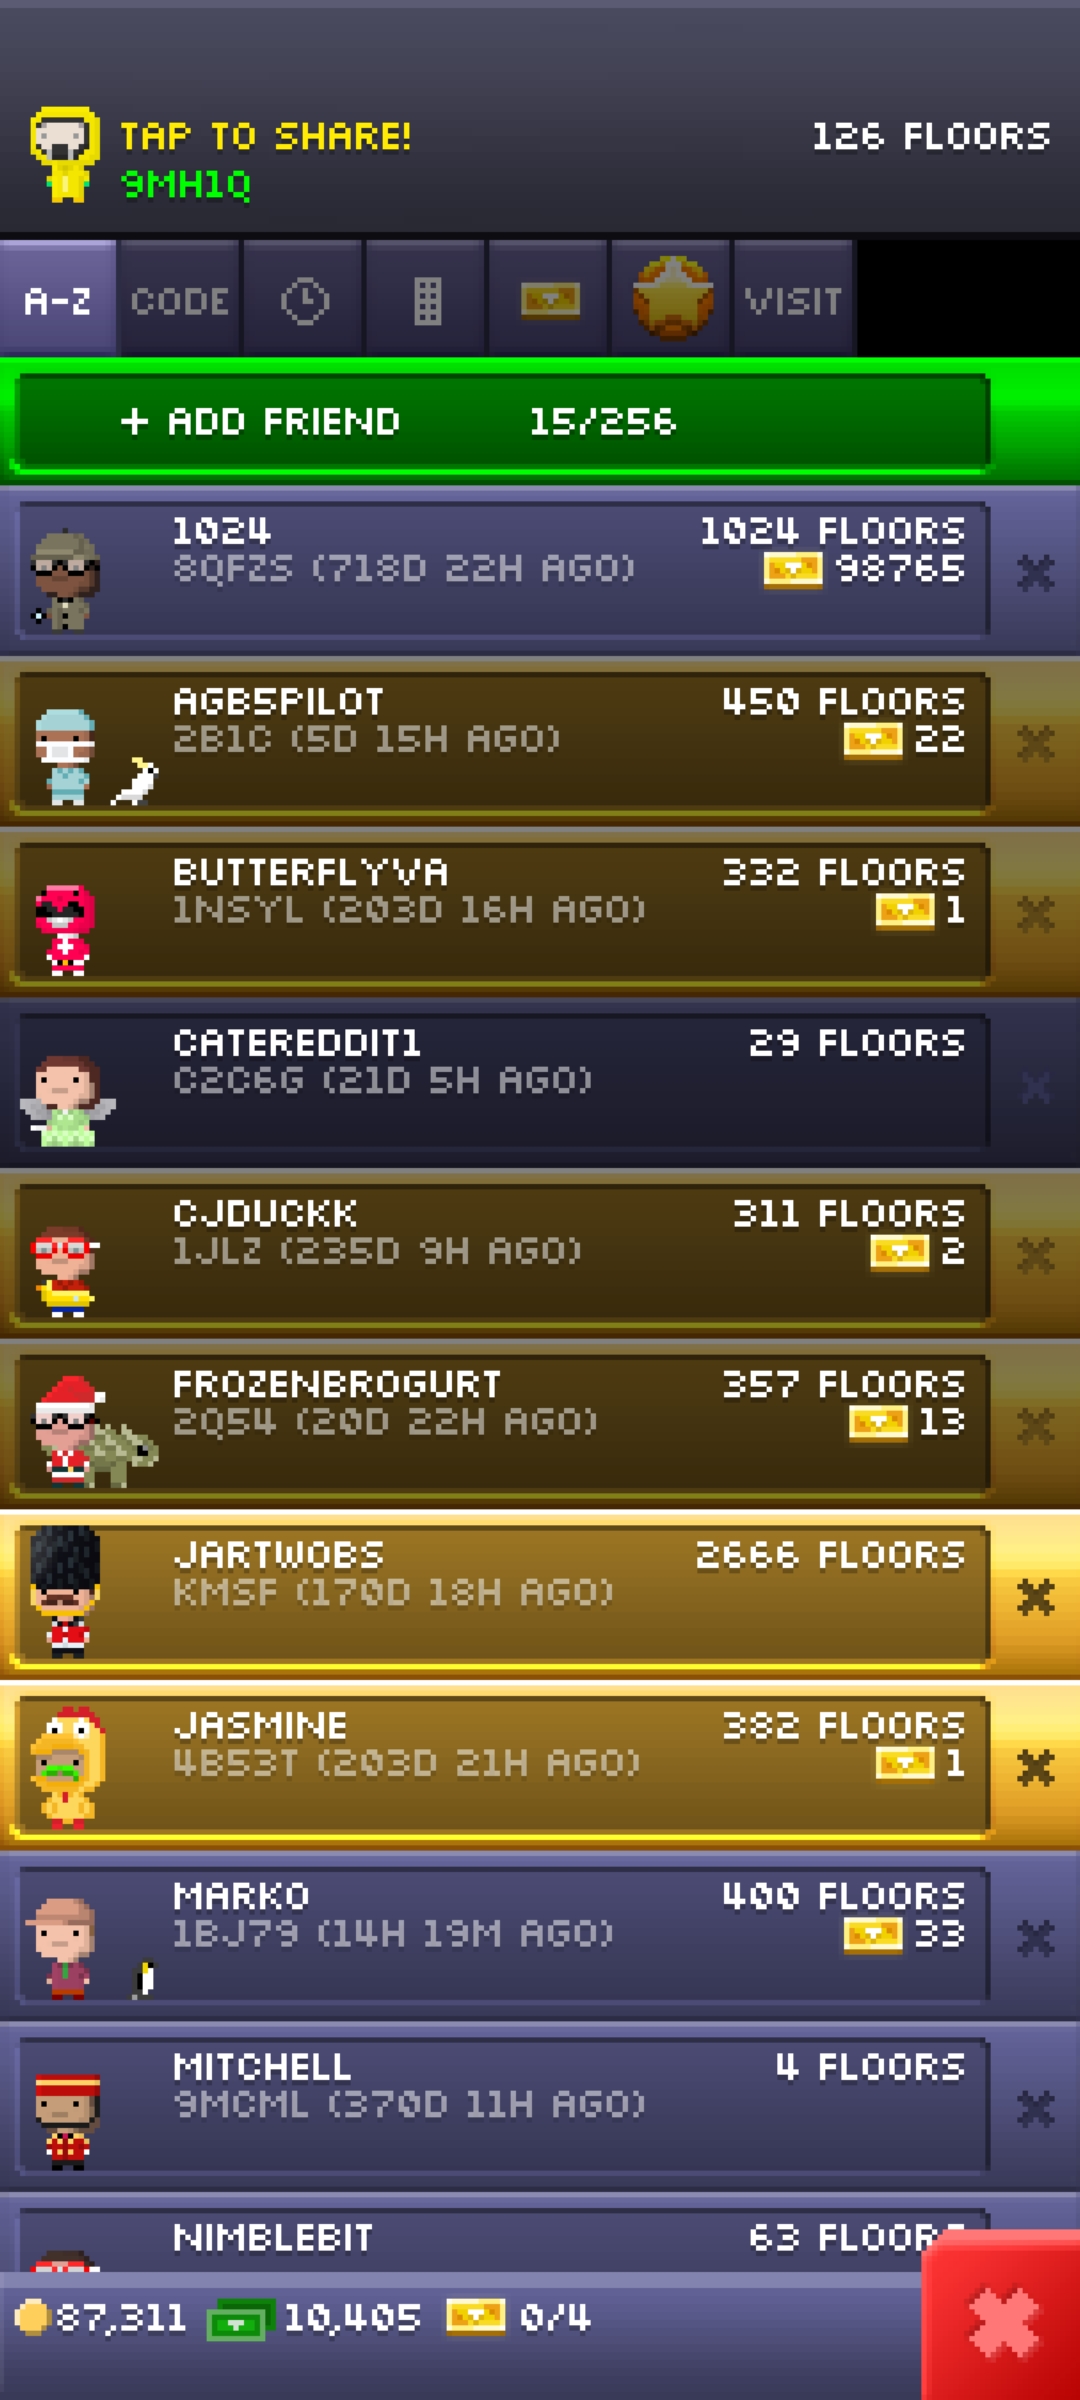 TAP TO SHARE!
126 FLOORS
9MH1Q
A-Z CODE VISIT
+ ADD FRIEND 15/256
1024 1024 FLOORS
8QFZS (718D 22H AGO) 98765
AGB5PILOT 450 FLOORS
2B1C (5D 15H AGO) 22
BUTTERFLYVA 332 FLOORS
1NSYL (203D 16H AGO) 1
CATEREDDIT1 29 FLOORS
C2C6G (21D 5H AGO)
CJDUCKK 311 FLOORS
1JLZ (235D 9H AGO) 2
FROZENBROGURT 357 FLOORS
2Q54 (20D 22H AGO) 13
JARTWOBS 2666 FLOORS
KMSF (170D 18H AGO)
JASMINE 382 FLOORS
4B53T (203D 21H AGO) 1
MARKO 400 FLOORS
1BJ79 (14H 19M AGO) 33
MITCHELL 4 FLOORS
9MCML (370D 11H AGO)
NIMBLEBIT 63 FLOORS
87,311 10,405 0/4